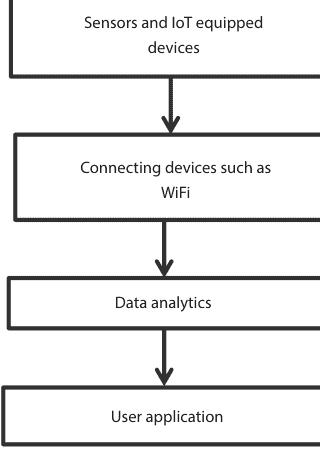 Sensors and IoT equipped
devices
Connecting devices such as
WiFi
Data analytics
User application